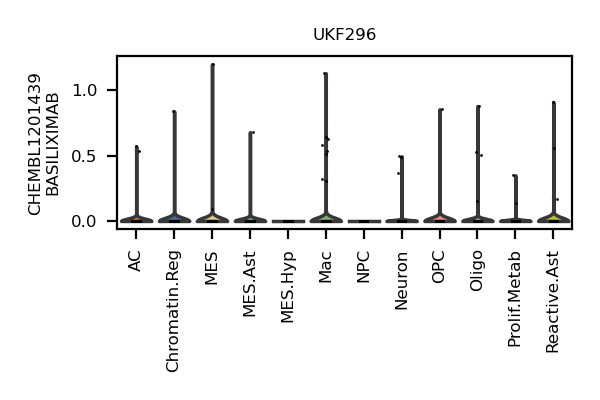 UKF296
CHEMBL1201439
BASILIXIMAB
1.0
0.5
0.0
AC
Chromatin.Reg
MES
MES.Ast
MES.Hyp
Mac
NPC
Neuron
OPC
Oligo
Prolif.Metab
Reactive.Ast